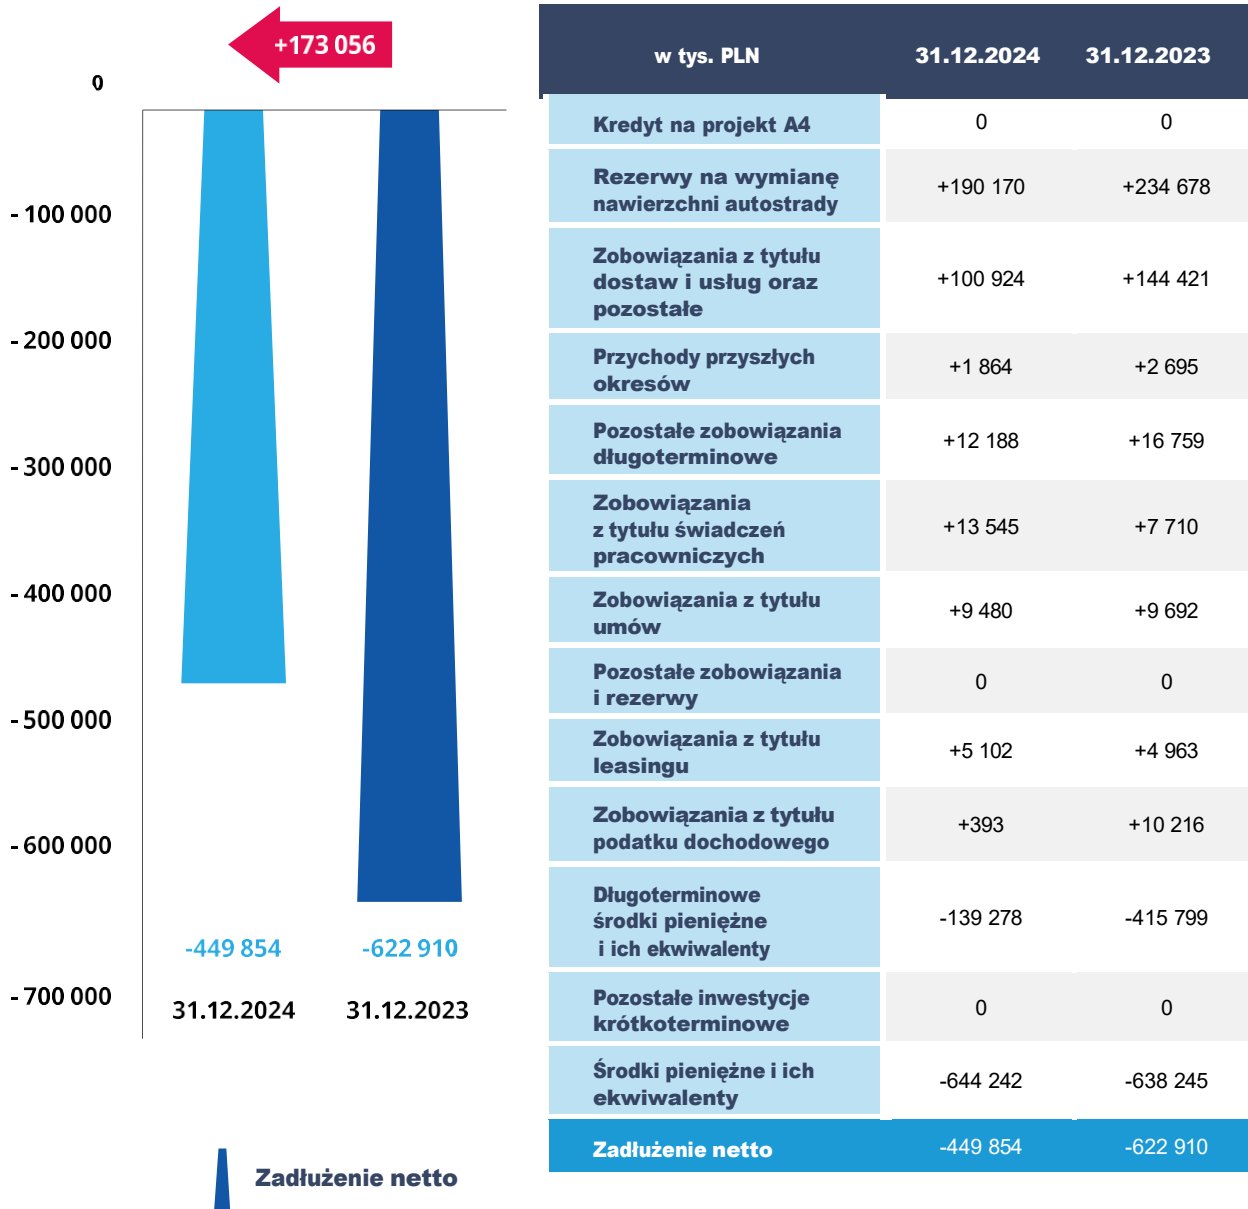 +173 056
0
- 100 000
- 200 000
- 300 000
- 400 000
- 500 000
- 600 000
- 700 000
-449 854 -622 910
31.12.2024 31.12.2023
Zadłużenie netto
w tys. PLN 31.12.2024 31.12.2023
Kredyt na projekt A4 0 0
Rezerwy na wymianę
nawierzchni autostrady +190 170 +234 678
Zobowiązania z tytułu
dostaw i usług oraz +100 924 +144 421
pozostałe
Przychody przyszłych
okresów +1 864 +2 695
Pozostałe zobowiązania
długoterminowe +12 188 +16 759
Zobowiązania
z tytułu świadczeń +13 545 +7 710
pracowniczych
Zobowiązania z tytułu
umów +9 480 +9 692
Pozostałe zobowiązania
i rezerwy 0 0
Zobowiązania z tytułu
leasingu +5 102 +4 963
Zobowiązania z tytułu
podatku dochodowego +393 +10 216
Długoterminowe
środki pieniężne -139 278 -415 799
i ich ekwiwalenty
Pozostałe inwestycje
krótkoterminowe 0 0
Środki pieniężne i ich
ekwiwalenty -644 242 -638 245
Zadłużenie netto -449 854 -622 910